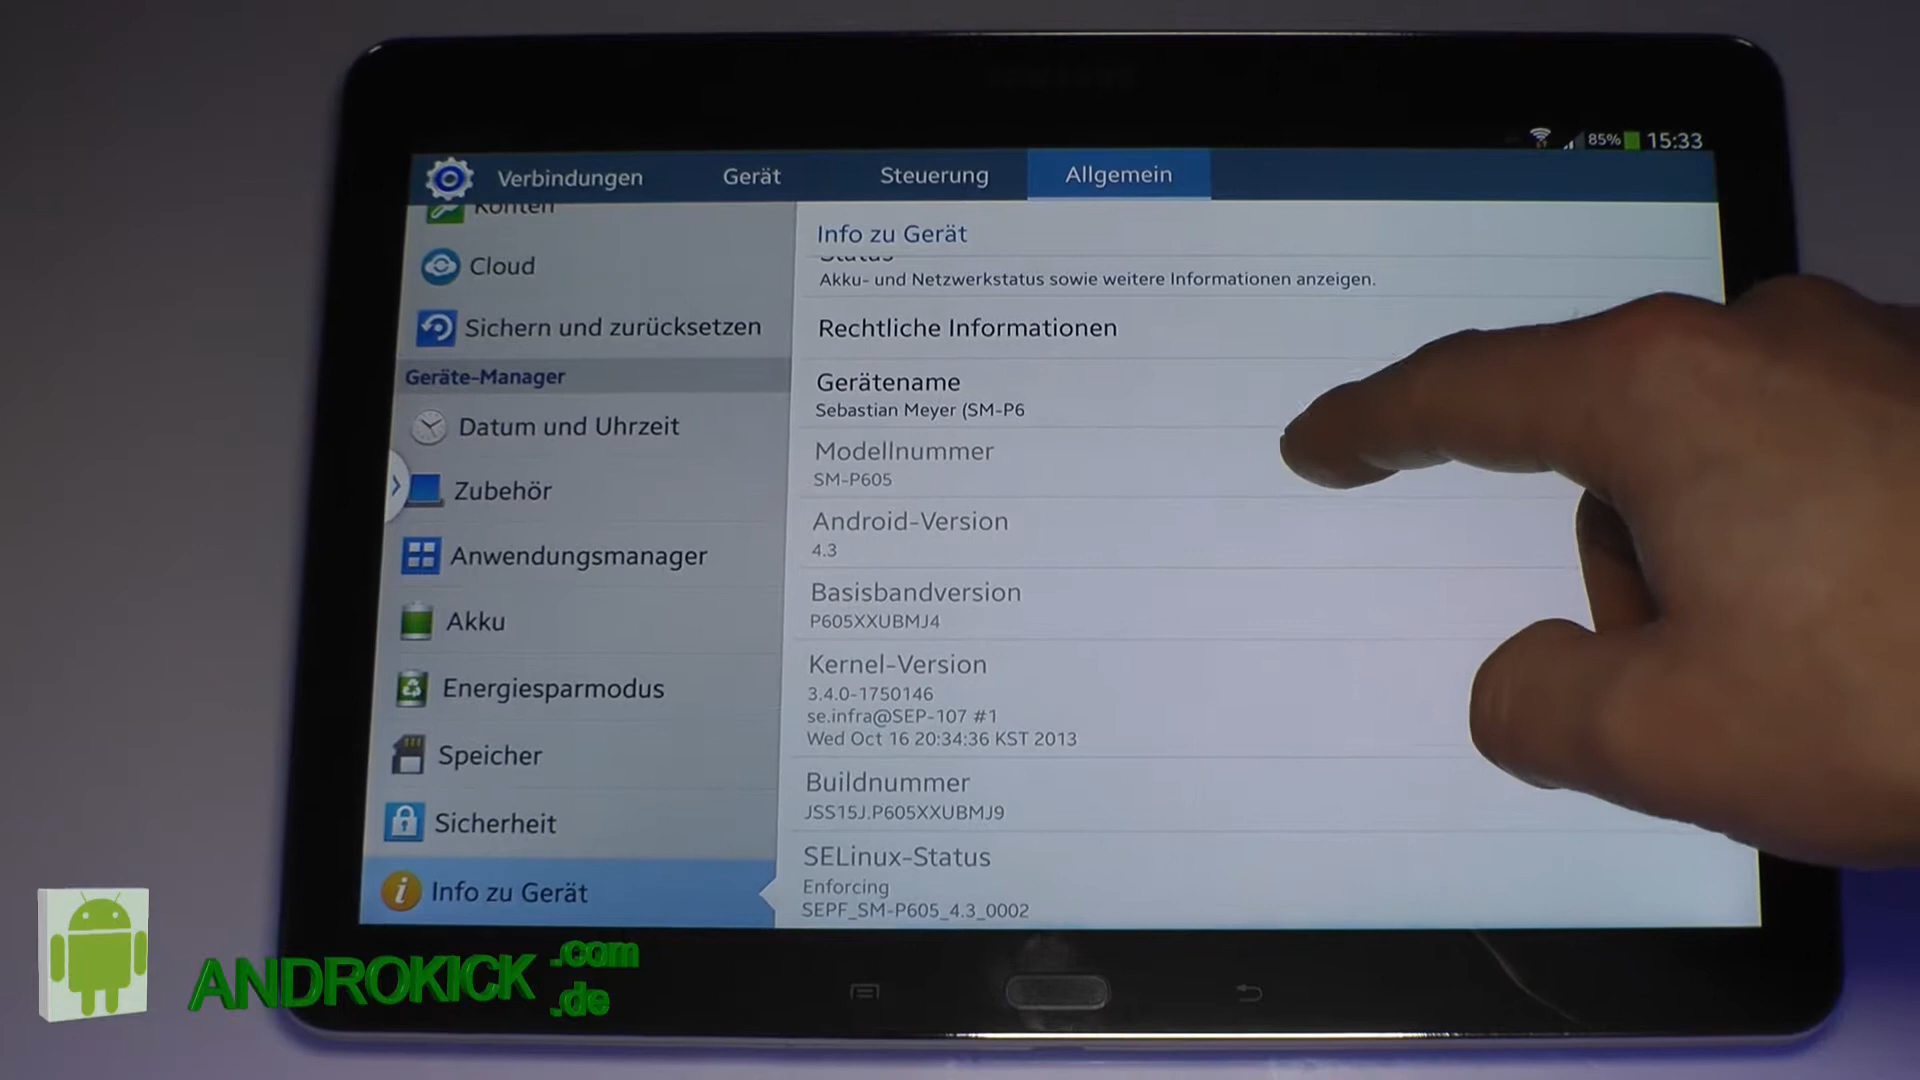 85% 15:33
Verbindungen Gerät Steuerung Allgemein
Konten
Cloud
Sichern und zurücksetzen
Geräte-Manager
Datum und Uhrzeit
Zubehör
Anwendungsmanager
Akku
Energiesparmodus
Speicher
Sicherheit
Info zu Gerät
Info zu Gerät
Status
Akku- und Netzwerkstatus sowie weitere Informationen anzeigen.
Rechtliche Informationen
Gerätename
Sebastian Meyer (SM-P6
Modellnummer
SM-P605
Android-Version
4.3
Basisbandversion
P605XXUBMJ4
Kernel-Version
3.4.0-1750146
se.infra@SEP-107 #1
Wed Oct 16 20:34:36 KST 2013
Buildnummer
JSS15J.P605XXUBMJ9
SELinux-Status
Enforcing
SEPF_SM-P605_4.3_0002
ANDROKICK .com
.de